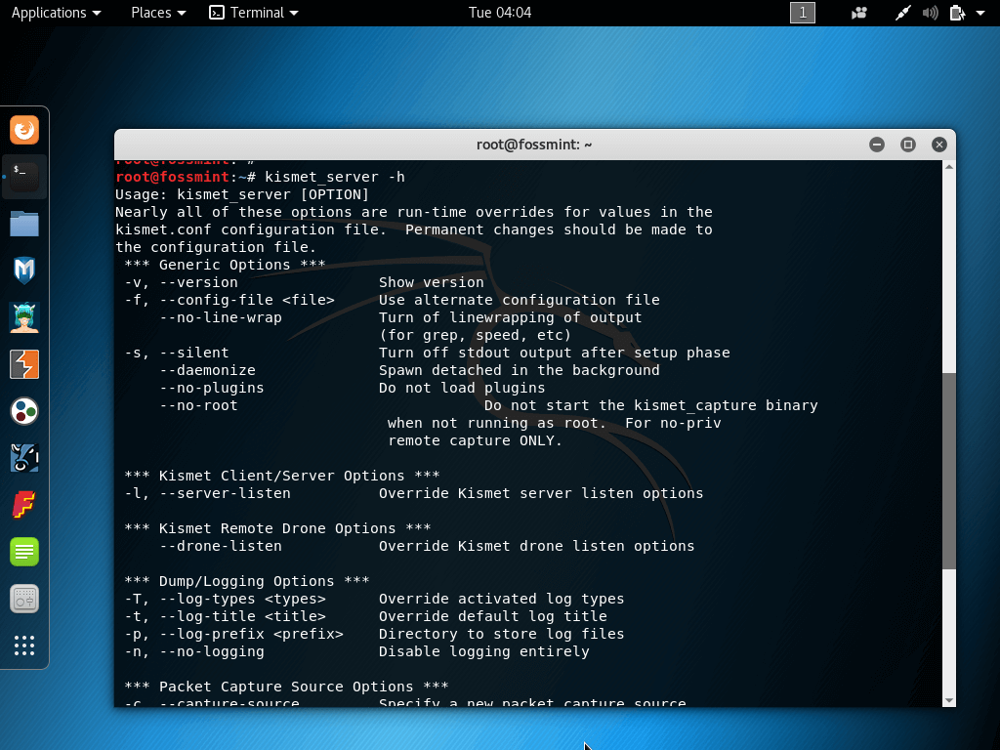 Applications Places Terminal Tue 04:04 1
root@fossmint: ~
root@fossmint:~#
root@fossmint:~# kismet_server -h
Usage: kismet_server [OPTION]
Nearly all of these options are run-time overrides for values in the
kismet.conf configuration file.  Permanent changes should be made to
the configuration file.
 *** Generic Options ***
 -v, --version                Show version
 -f, --config-file <file>     Use alternate configuration file
     --no-line-wrap           Turn of linewrapping of output
                              (for grep, speed, etc)
 -s, --silent                 Turn off stdout output after setup phase
     --daemonize              Spawn detached in the background
     --no-plugins             Do not load plugins
     --no-root                            Do not start the kismet_capture binary
                               when not running as root.  For no-priv
                               remote capture ONLY.
 *** Kismet Client/Server Options ***
 -l, --server-listen          Override Kismet server listen options
 *** Kismet Remote Drone Options ***
     --drone-listen           Override Kismet drone listen options
 *** Dump/Logging Options ***
 -T, --log-types <types>      Override activated log types
 -t, --log-title <title>      Override default log title
 -p, --log-prefix <prefix>    Directory to store log files
 -n, --no-logging             Disable logging entirely
 *** Packet Capture Source Options ***
 -c, --capture-source         Specify a new packet capture source